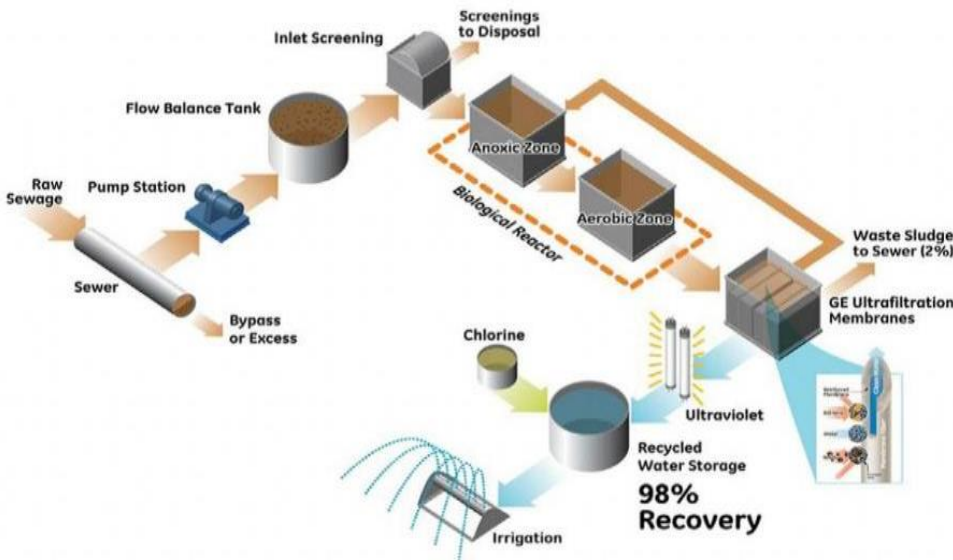 Screenings
to Disposal
Inlet Screening
Flow Balance Tank
Anoxic Zone
Raw
Sewage
Pump Station
Aerobic Zone
Biological Reactor
Waste Sludge
to Sewer (2%)
Sewer
GE Ultrafiltration
Membranes
Bypass
or Excess
Chlorine
Ultraviolet
Recycled
Water Storage
98%
Recovery
Irrigation